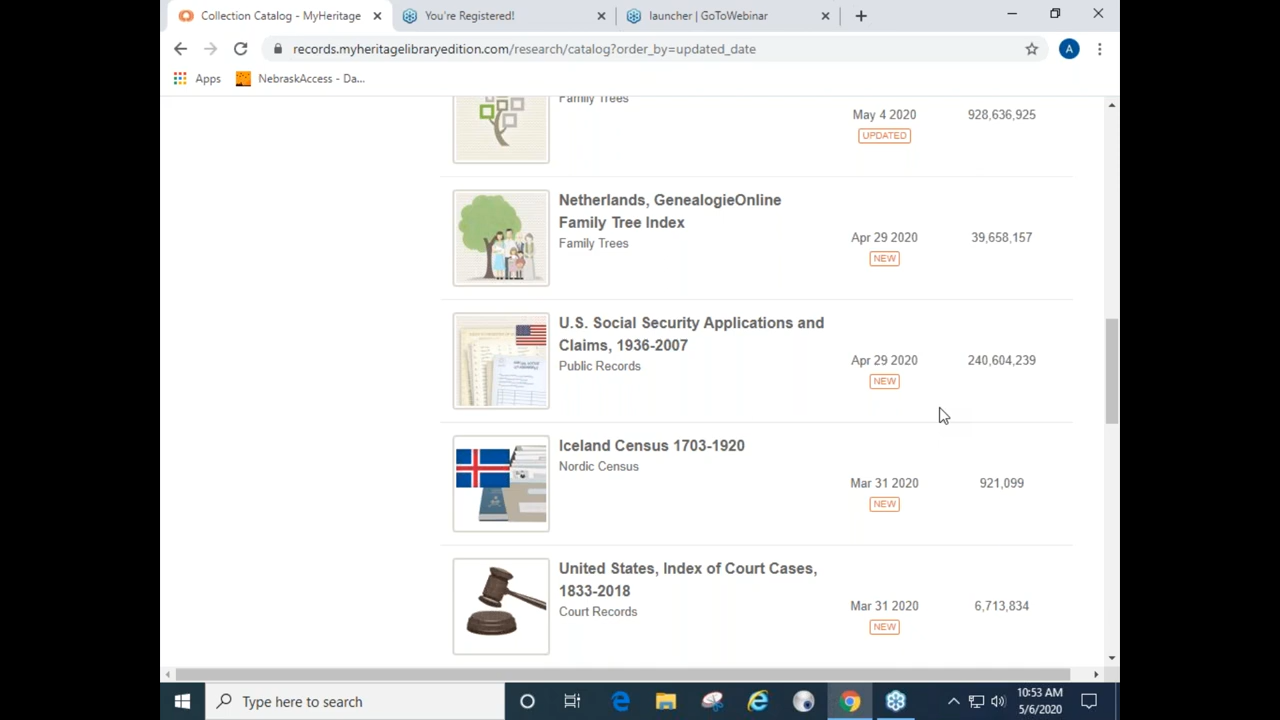 Collection Catalog - MyHeritage
You're Registered!
launcher | GoToWebinar
records.myheritagelibraryedition.com/research/catalog?order_by=updated_date
A
Apps
NebraskAccess - Da...
Family Trees
May 4 2020
928,636,925
UPDATED
Netherlands, GenealogieOnline
Family Tree Index
Family Trees
Apr 29 2020
39,658,157
NEW
U.S. Social Security Applications and
Claims, 1936-2007
Public Records
Apr 29 2020
240,604,239
NEW
Iceland Census 1703-1920
Nordic Census
Mar 31 2020
921,099
NEW
United States, Index of Court Cases,
1833-2018
Court Records
Mar 31 2020
6,713,834
NEW
Type here to search
10:53 AM
5/6/2020